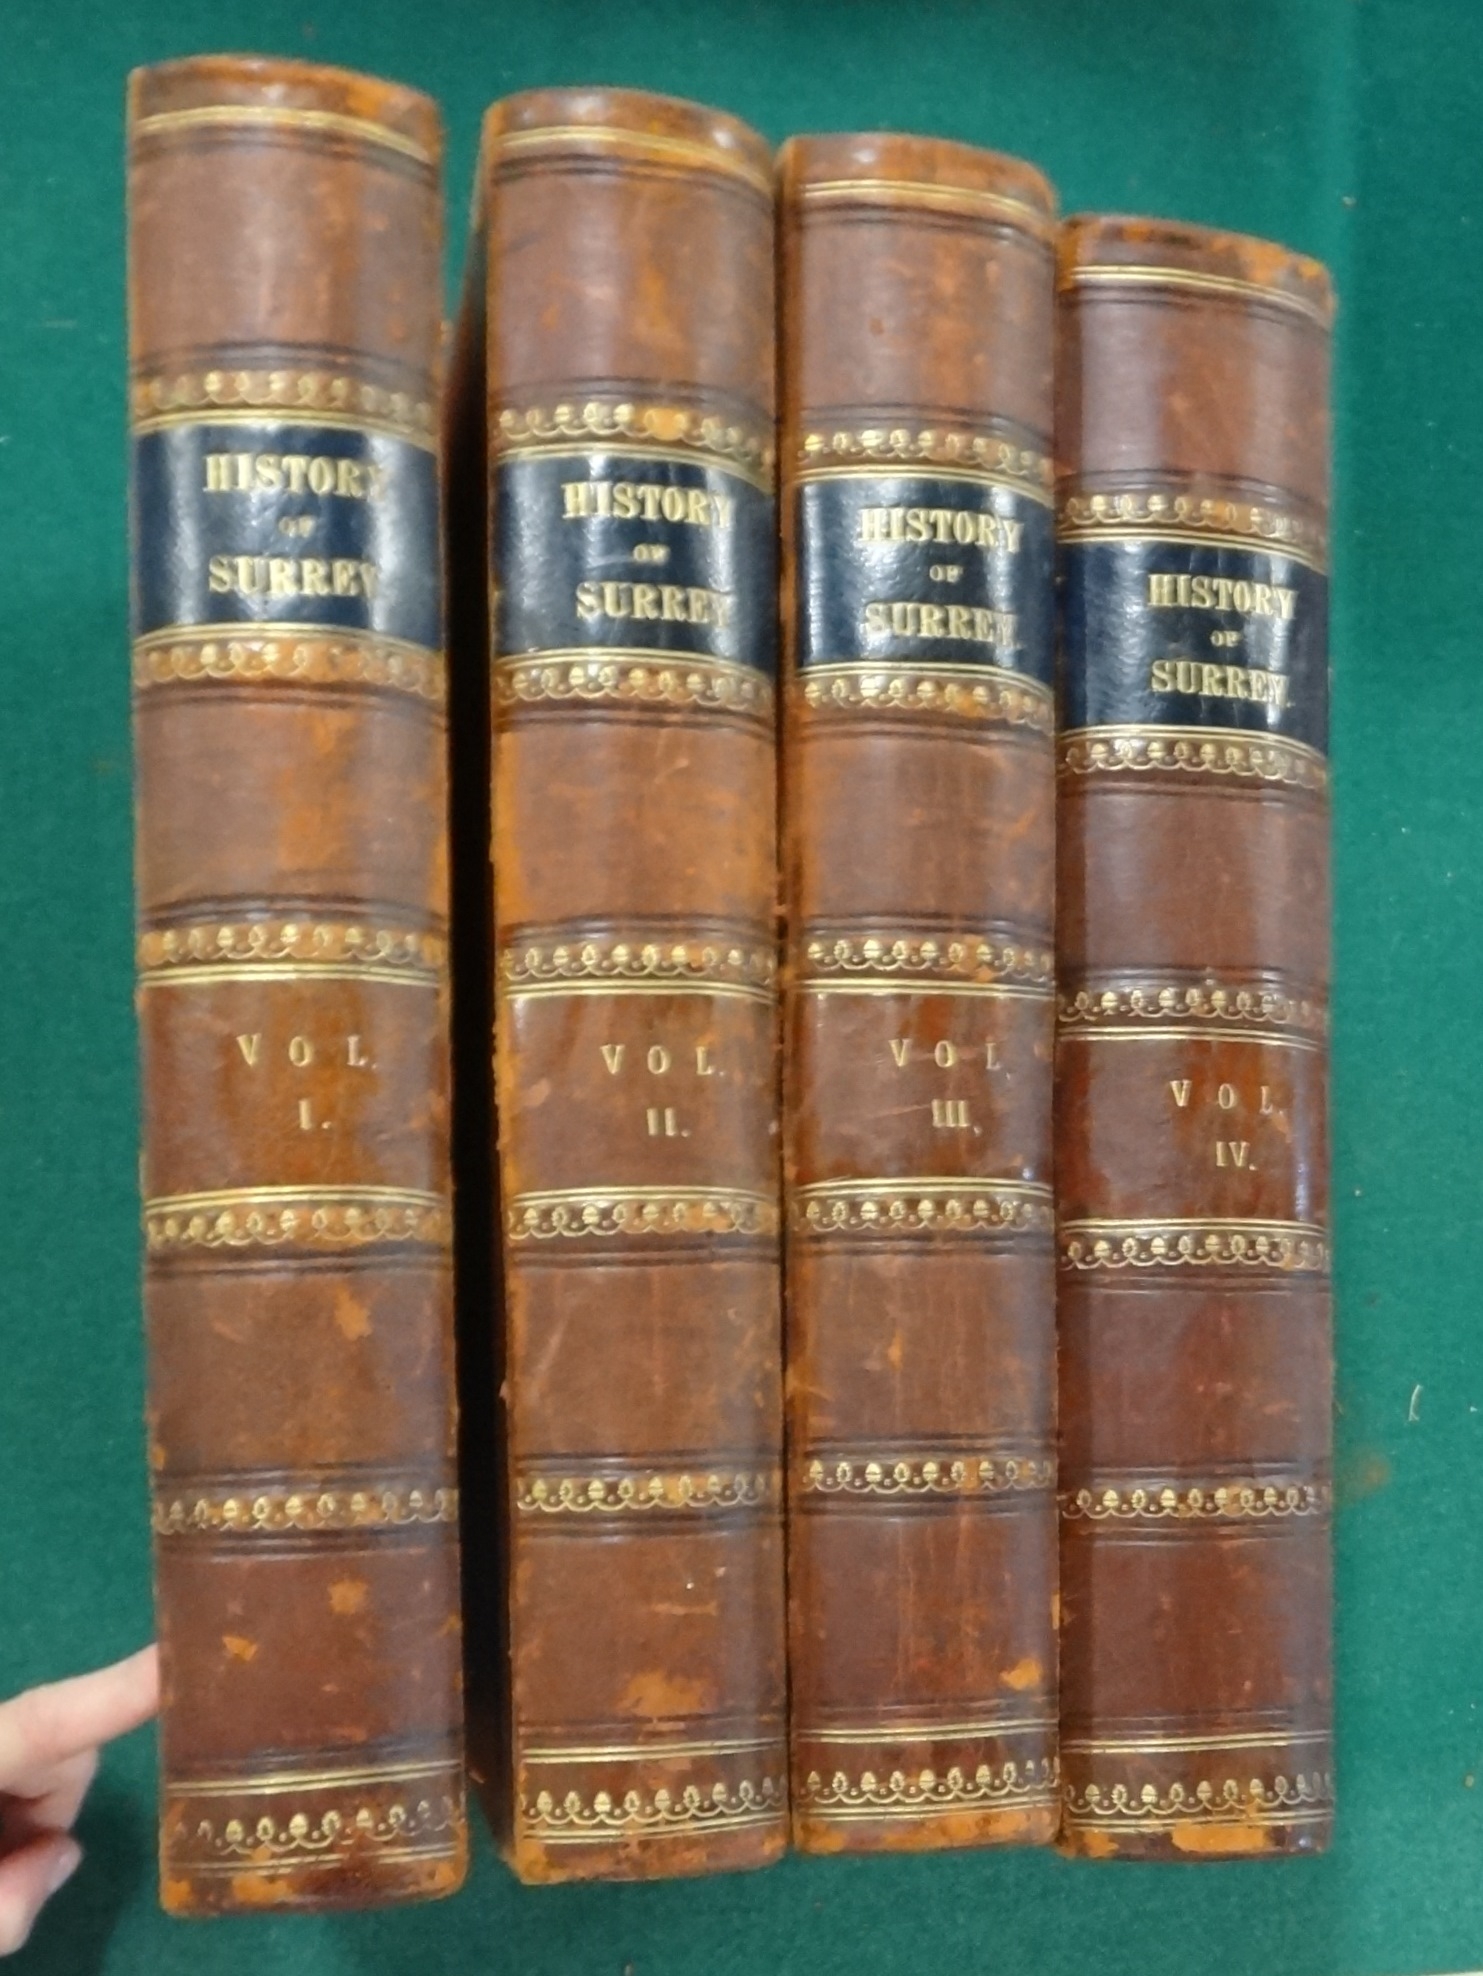 HISTORY
OF
SURREY
VOL.
I.
HISTORY
OF
SURREY
VOL.
II.
HISTORY
OF
SURREY.
VOL.
III.
HISTORY
OF
SURREY.
VOL.
IV.